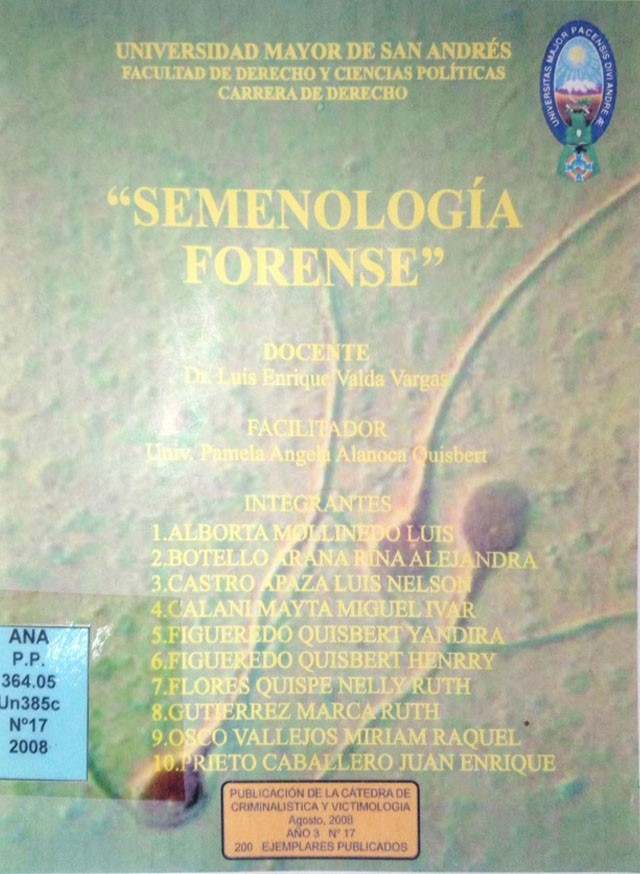 UNIVERSIDAD MAYOR DE SAN ANDRÉS
FACULTAD DE DERECHO Y CIENCIAS POLÍTICAS
CARRERA DE DERECHO
UNIVERSITAS MAJOR PACENSIS DIVI ANDRE Æ
“SEMENOLOGÍA
FORENSE”
DOCENTE
Dr. Luis Enrique Valda Vargas
FACILITADOR
Univ. Pamela Angela Alanoca Quisbert
INTEGRANTES
1.ALBORTA MOLLINEDO LUIS
2.BOTELLO ARANA RINA ALEJANDRA
3.CASTRO APAZA LUIS NELSON
4.CALANI MAYTA MIGUEL IVAR
5.FIGUEREDO QUISBERT YANDIRA
6.FIGUEREDO QUISBERT HENRRY
7.FLORES QUISPE NELLY RUTH
8.GUTIERREZ MARCA RUTH
9.OSCO VALLEJOS MIRIAM RAQUEL
10.PRIETO CABALLERO JUAN ENRIQUE
ANA
P.P.
364.05
Un385c
Nº17
2008
PUBLICACIÓN DE LA CÁTEDRA DE
CRIMINALISTICA Y VICTIMOLOGIA
Agosto, 2008
AÑO 3 Nº 17
200 EJEMPLARES PUBLICADOS